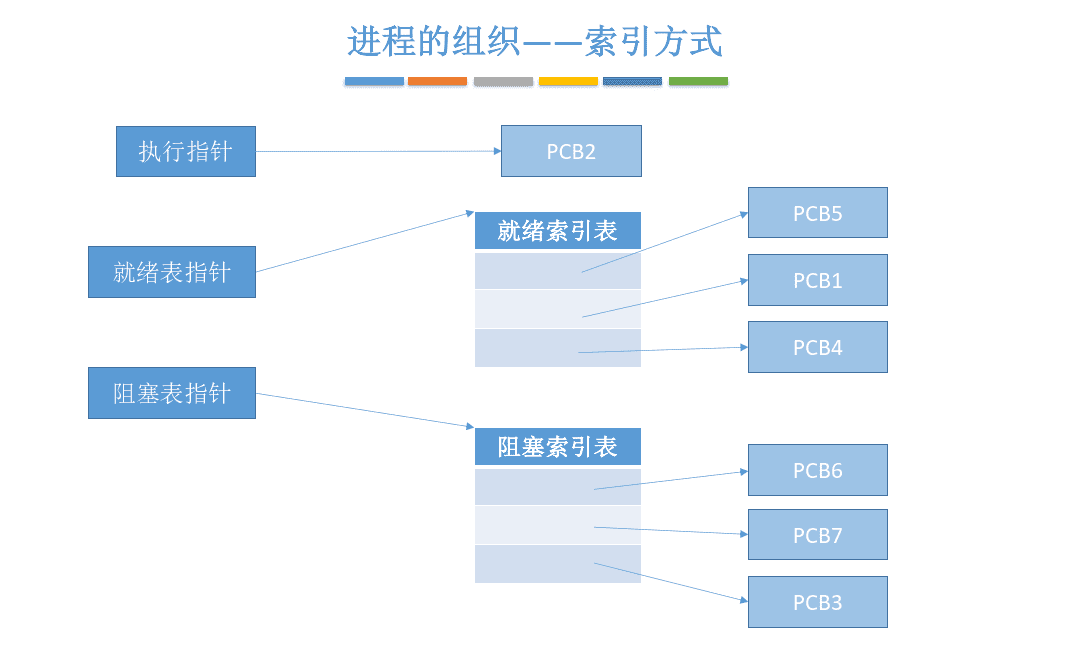 进程的组织——索引方式
执行指针
PCB2
就绪表指针
就绪索引表
PCB5
PCB1
PCB4
阻塞表指针
阻塞索引表
PCB6
PCB7
PCB3